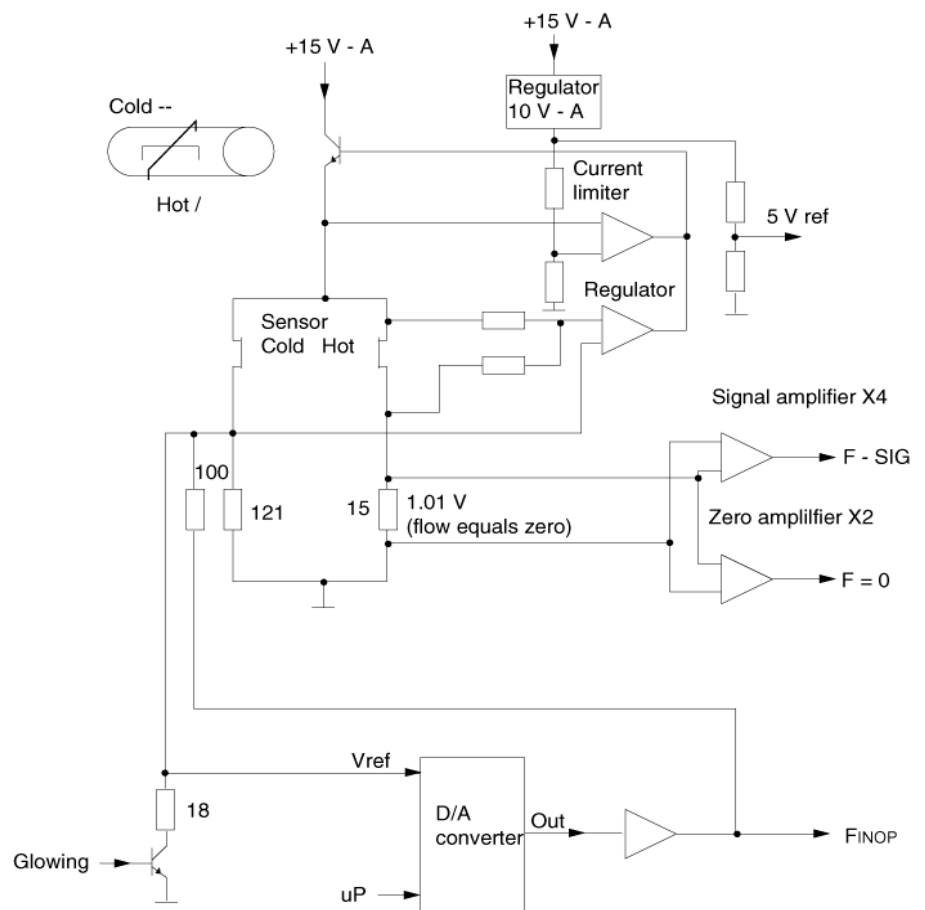 +15 V - A
+15 V - A
Regulator
10 V - A
Cold --
Hot /
Current
limiter
5 V ref
Regulator
Sensor
Cold Hot
Signal amplifier X4
F - SIG
100
121
15
1.01 V
(flow equals zero)
Zero amplilfier X2
F = 0
Vref
18
D/A
converter
Out
FINOP
Glowing
uP